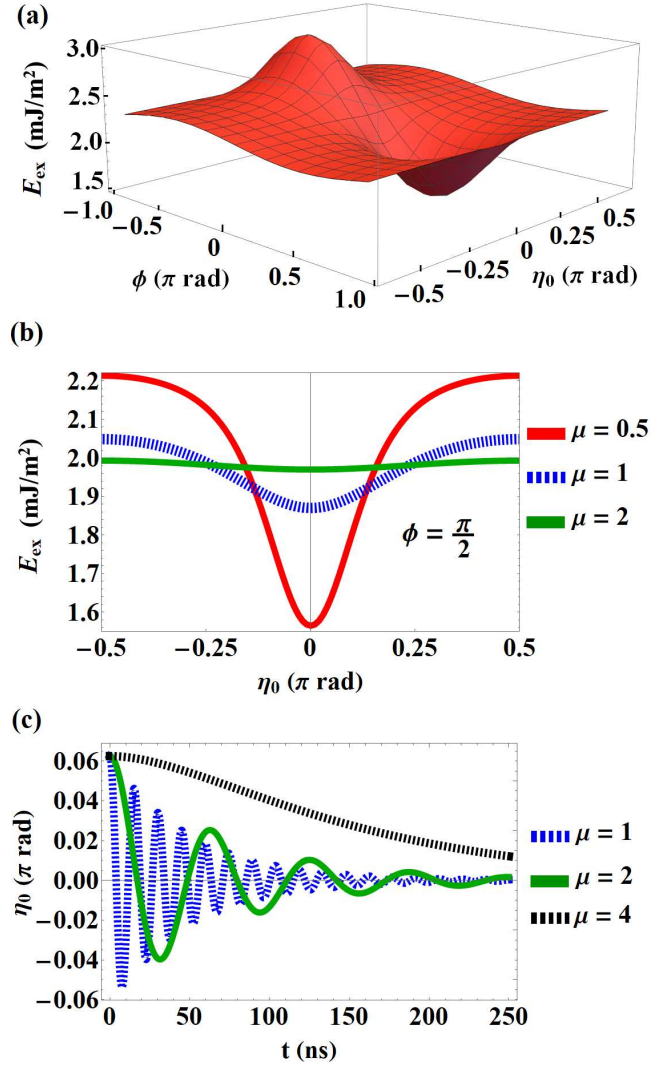 (a)
3.0
2.5
2.0
1.5
E_ex (mJ/m²)
−1.0
−0.5
0
0.5
1.0
ϕ (π rad)
−0.5
−0.25
0
0.25
0.5
η₀ (π rad)
(b)
2.2
2.1
2.0
1.9
1.8
1.7
1.6
E_ex (mJ/m²)
ϕ = π/2
μ = 0.5
μ = 1
μ = 2
−0.5
−0.25
0
0.25
0.5
η₀ (π rad)
(c)
0.06
0.04
0.02
0.00
−0.02
−0.04
−0.06
η₀ (π rad)
μ = 1
μ = 2
μ = 4
0
50
100
150
200
250
t (ns)